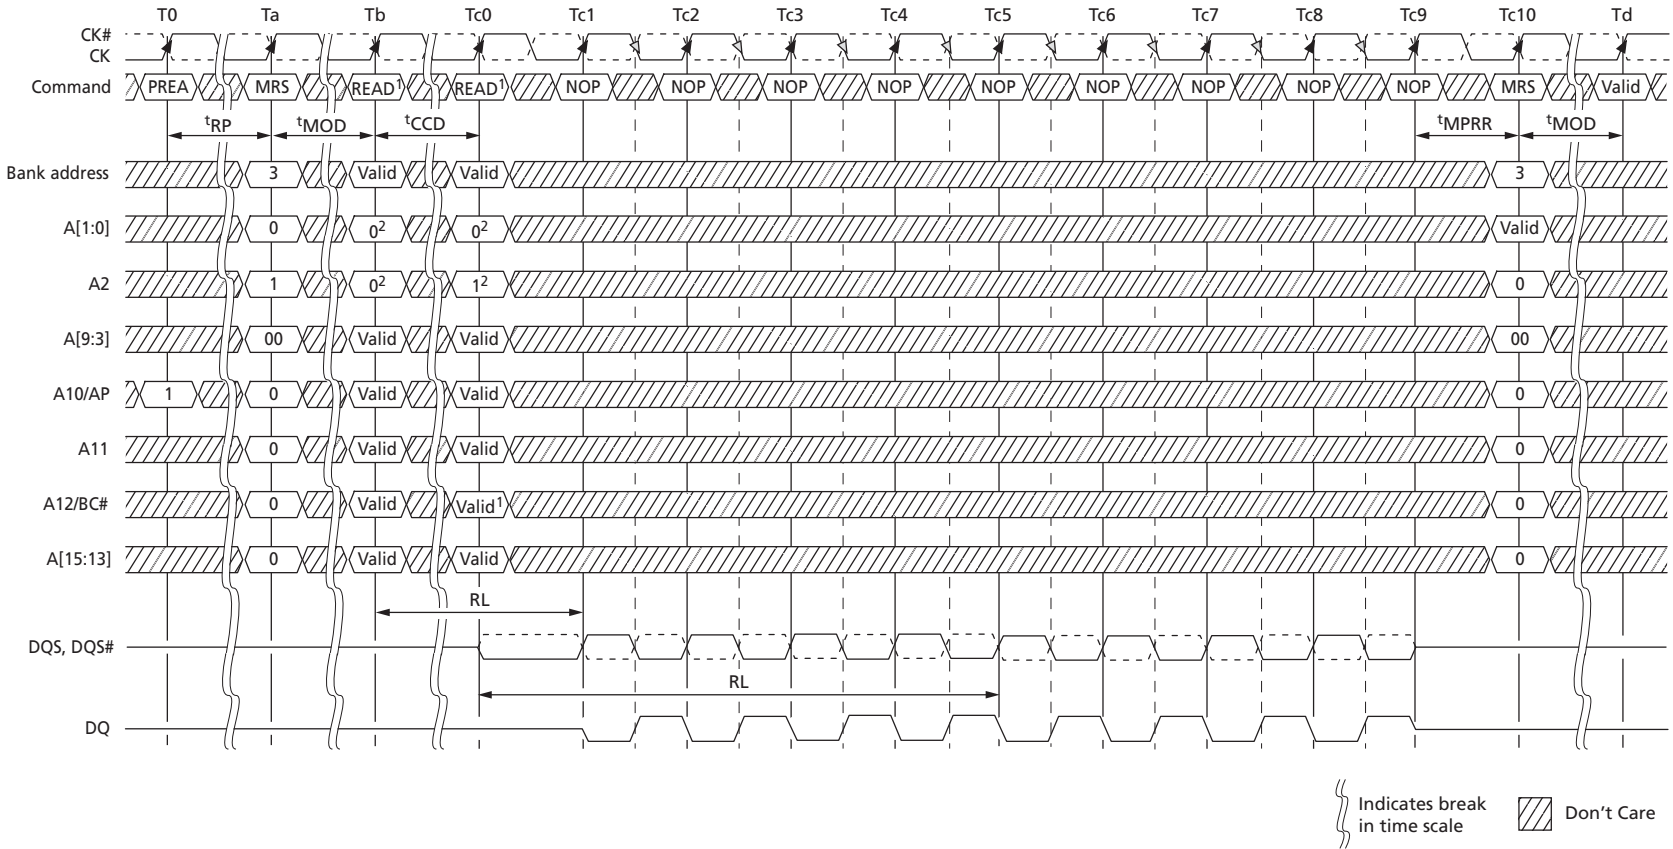 T0 Ta Tb Tc0 Tc1 Tc2 Tc3 Tc4 Tc5 Tc6 Tc7 Tc8 Tc9 Tc10 Td
CK#
CK
Command PREA MRS READ¹ READ¹ NOP NOP NOP NOP NOP NOP NOP NOP NOP MRS Valid
ᵗRP ᵗMOD ᵗCCD ᵗMPRR ᵗMOD
Bank address 3 Valid Valid 3
A[1:0] 0 0² 0² Valid
A2 1 0² 1² 0
A[9:3] 00 Valid Valid 00
A10/AP 1 0 Valid Valid 0
A11 0 Valid Valid 0
A12/BC# 0 Valid Valid¹ 0
A[15:13] 0 Valid Valid 0
RL
DQS, DQS#
RL
DQ
Indicates break
in time scale
Don't Care